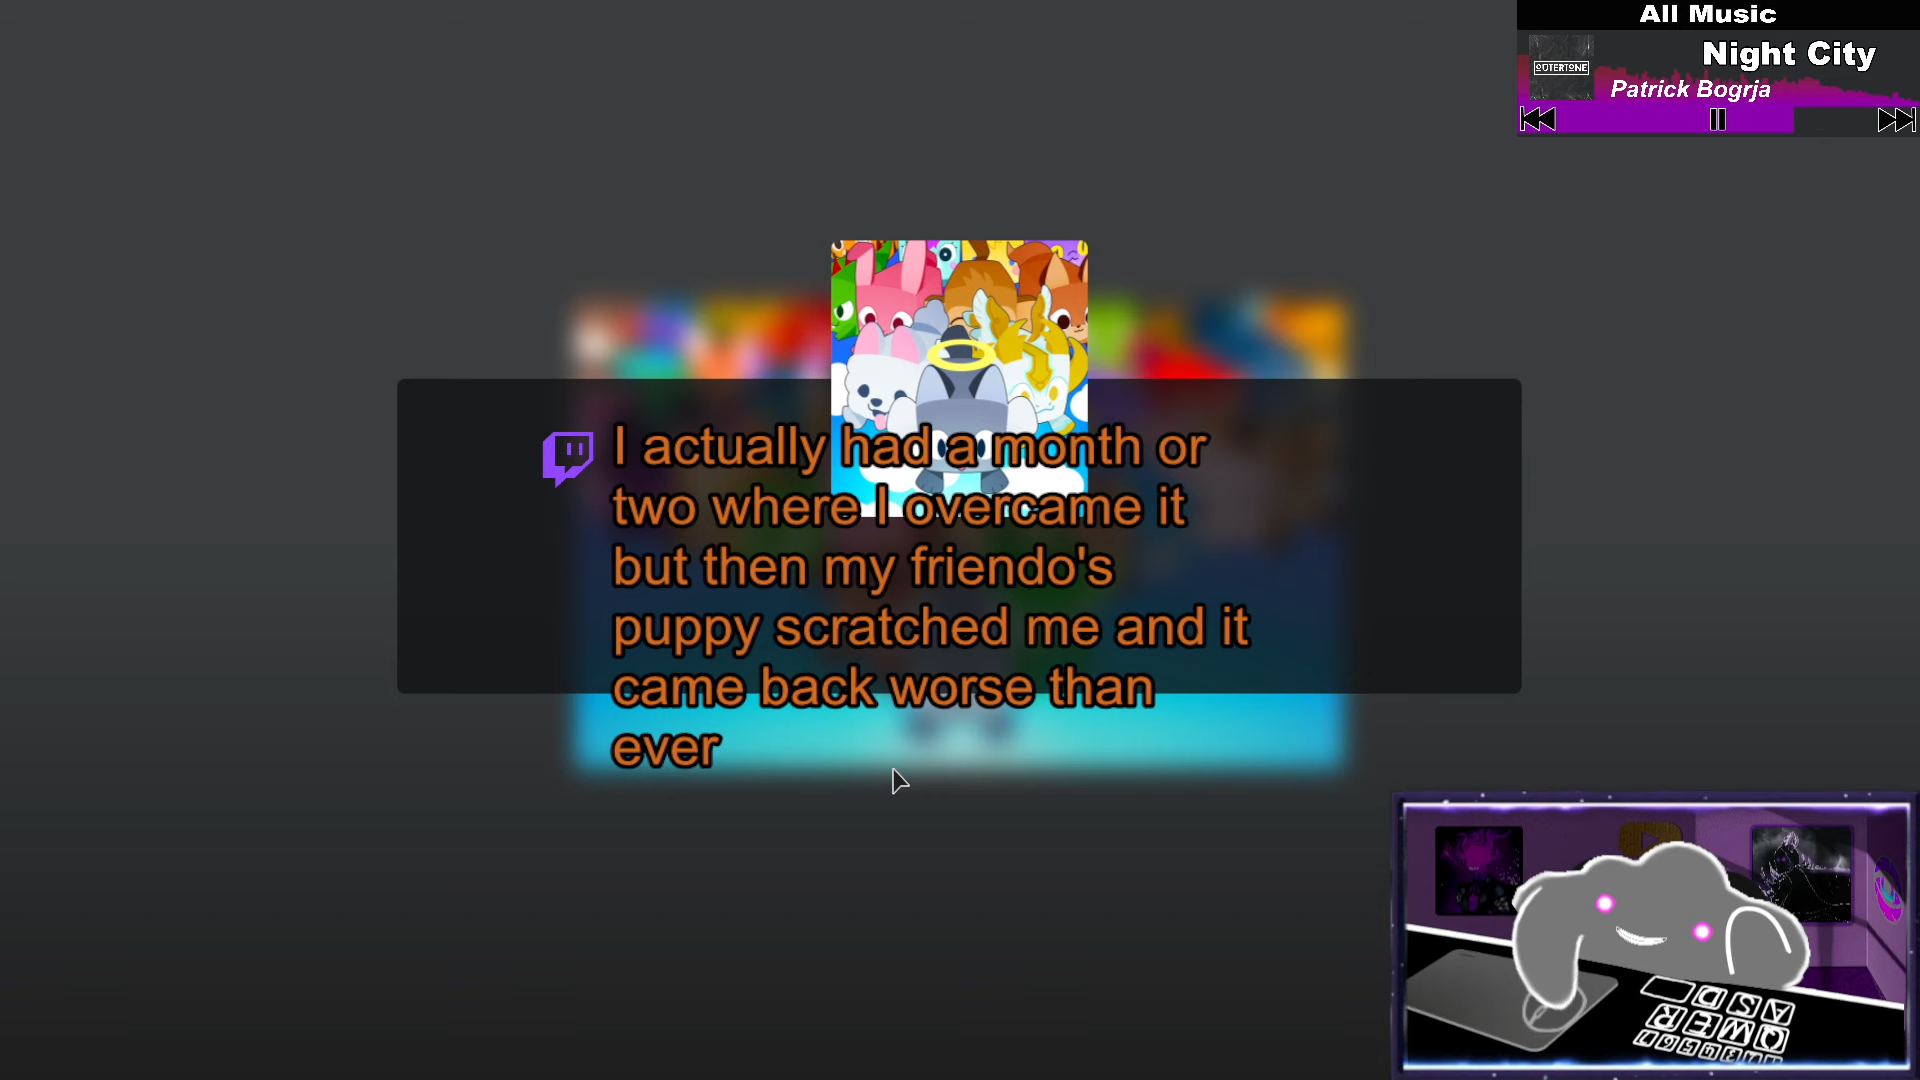 All Music
Night City
OUTERTONE
Patrick Bogrja
I actually had a month or
two where I overcame it
but then my friendo's
puppy scratched me and it
came back worse than
ever
D S A
R E W Q